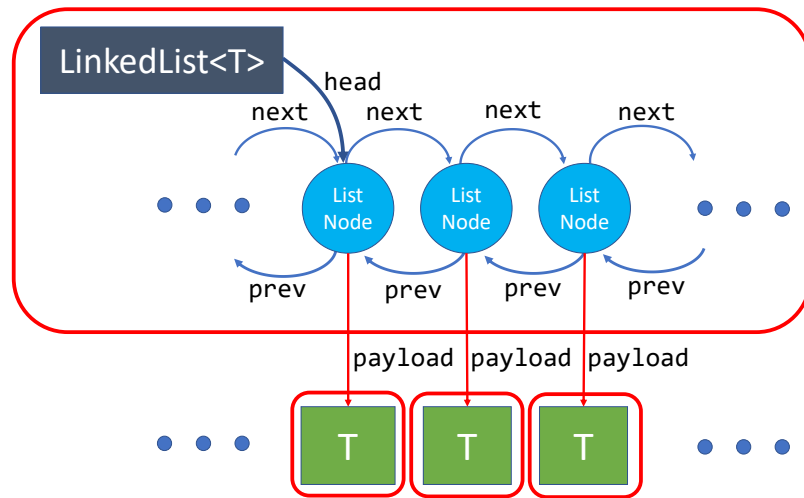 LinkedList<T>
head
next
next
next
next
List
Node
List
Node
List
Node
prev
prev
prev
prev
payload
payload
payload
T
T
T